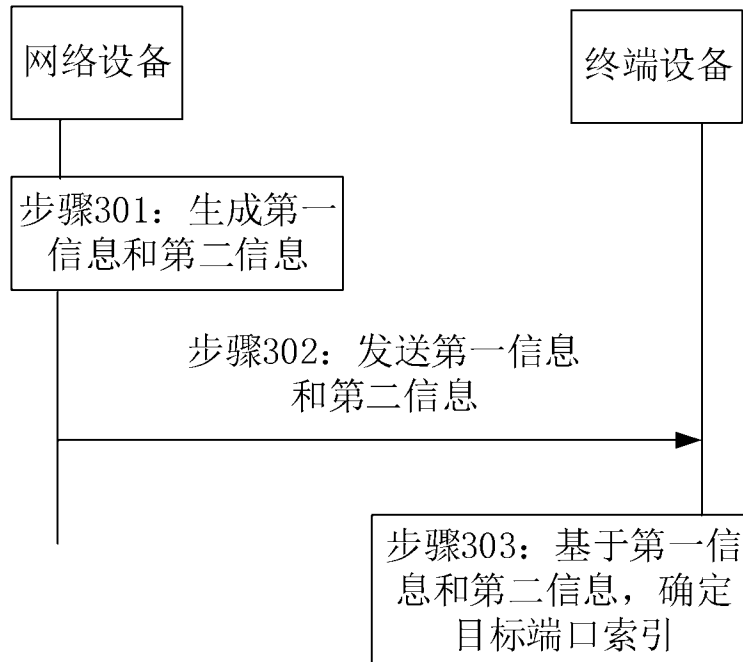 网络设备
终端设备
步骤301：生成第一
信息和第二信息
步骤302：发送第一信息
和第二信息
步骤303：基于第一信
息和第二信息，确定
目标端口索引